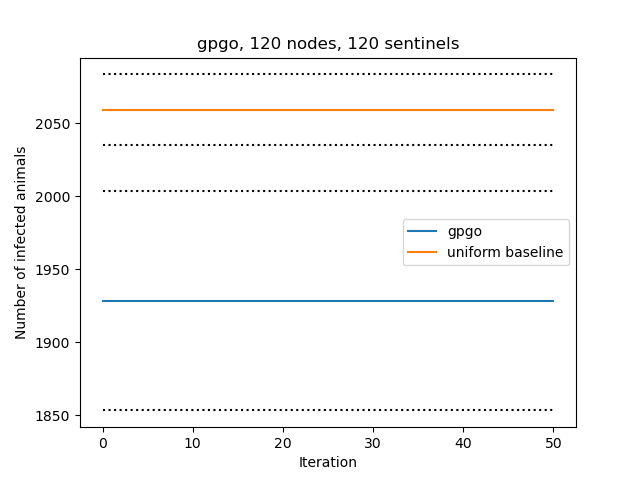 gpgo, 120 nodes, 120 sentinels
Number of infected animals
2050
2000
1950
1900
1850
gpgo
uniform baseline
0 10 20 30 40 50
Iteration